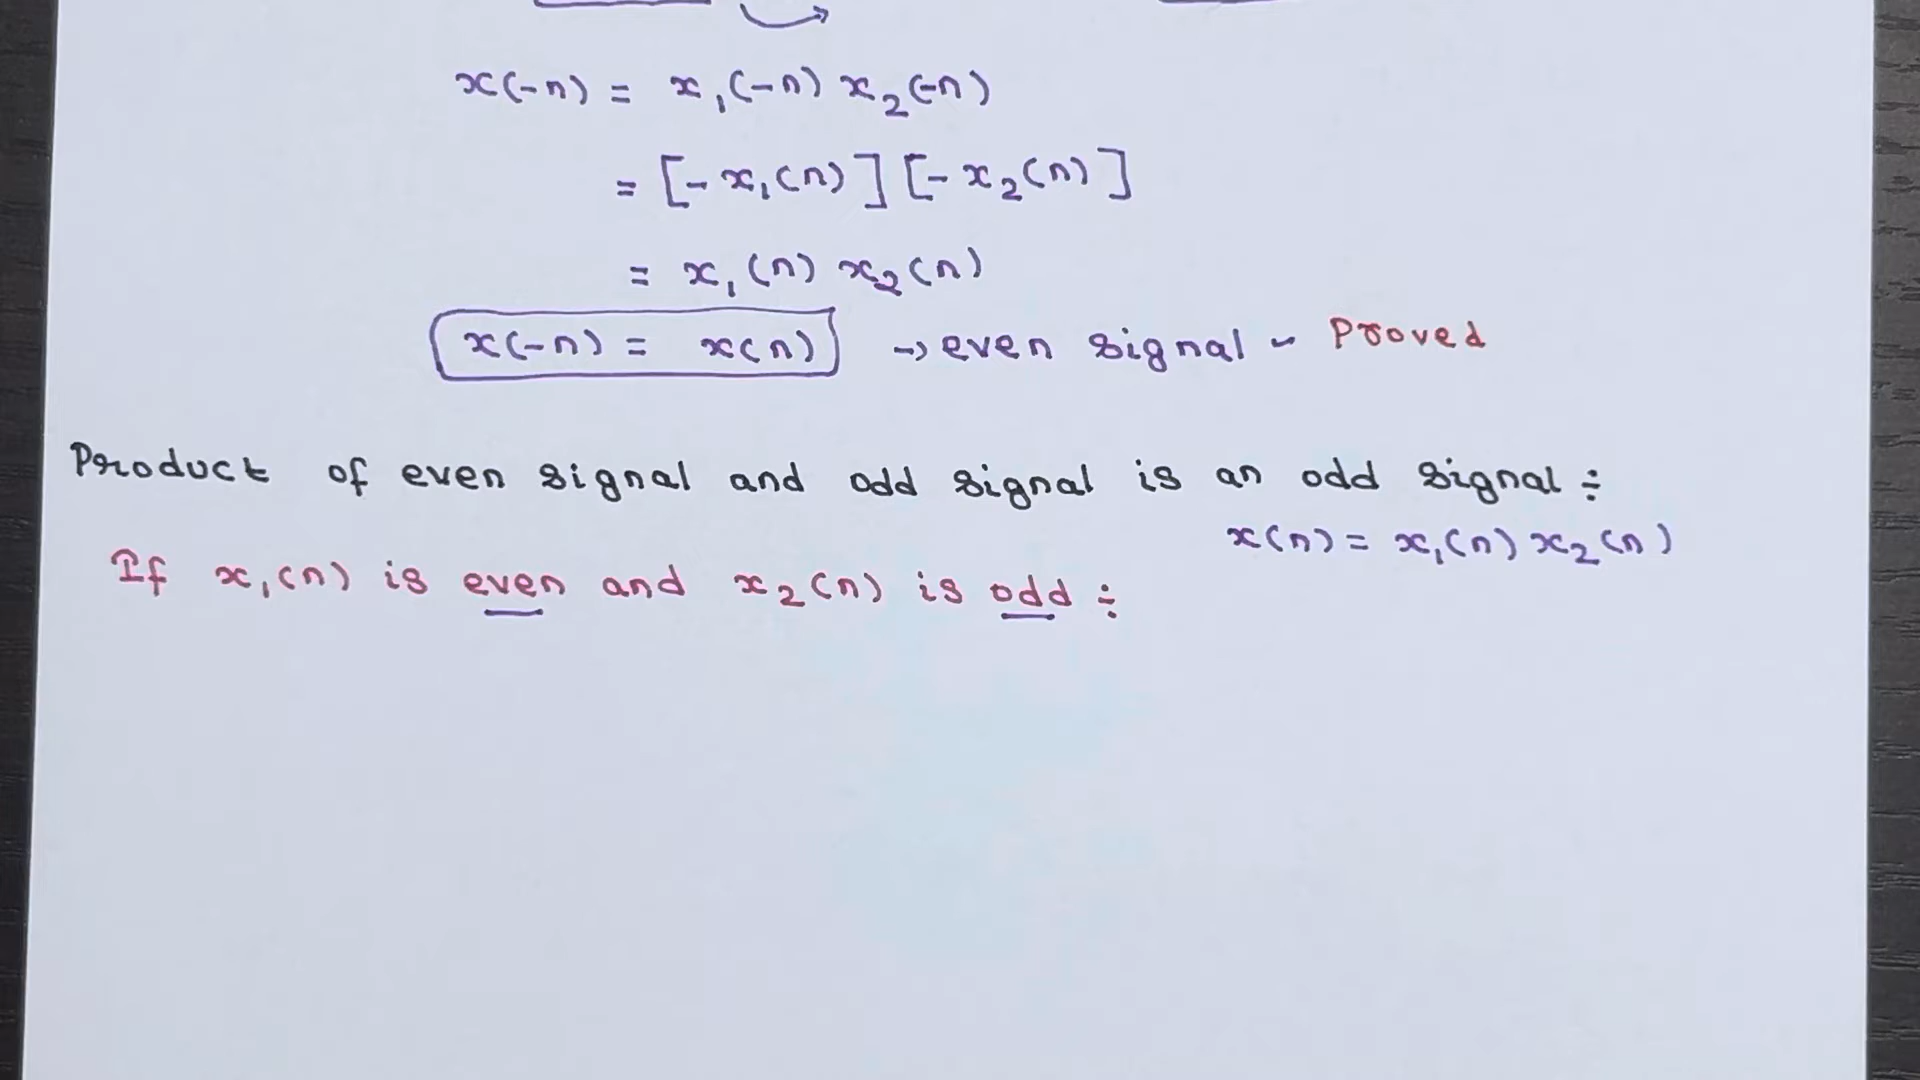 x(-n) = x₁(-n) x₂(-n)
= [-x₁(n)] [-x₂(n)]
= x₁(n) x₂(n)
x(-n) = x(n) → even signal - Proved
Product of even signal and odd signal is an odd signal ÷
x(n) = x₁(n) x₂(n)
If x₁(n) is even and x₂(n) is odd ÷